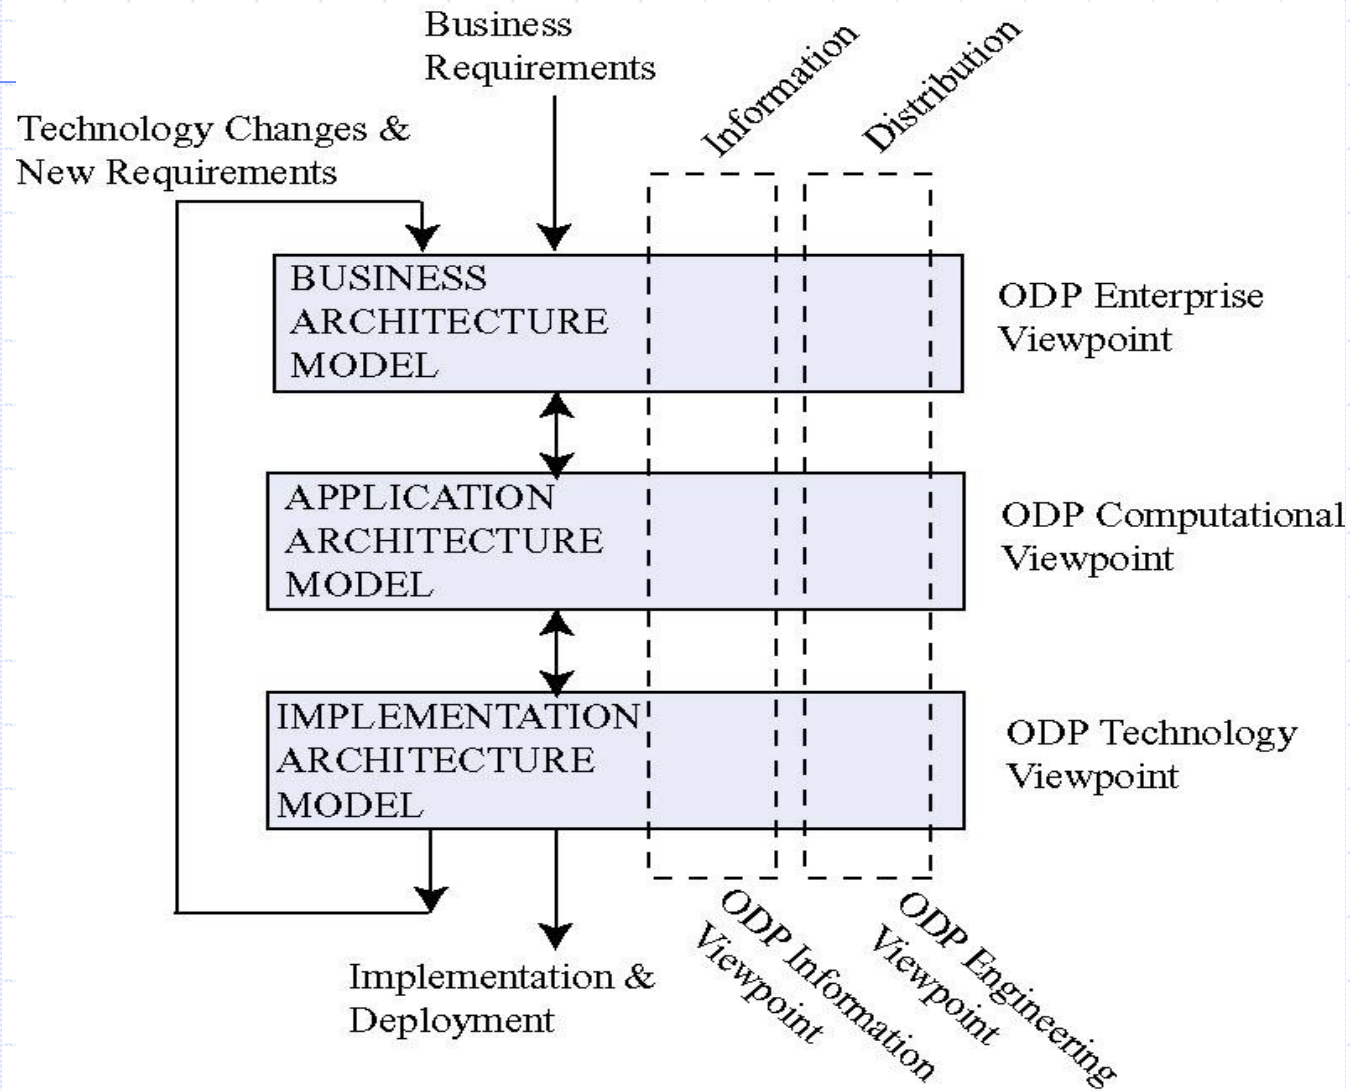 Business
Requirements
Information
Distribution
Technology Changes &
New Requirements
BUSINESS
ARCHITECTURE
MODEL
ODP Enterprise
Viewpoint
APPLICATION
ARCHITECTURE
MODEL
ODP Computational
Viewpoint
IMPLEMENTATION
ARCHITECTURE
MODEL
ODP Technology
Viewpoint
Implementation &
Deployment
ODP Information
Viewpoint
ODP Engineering
Viewpoint